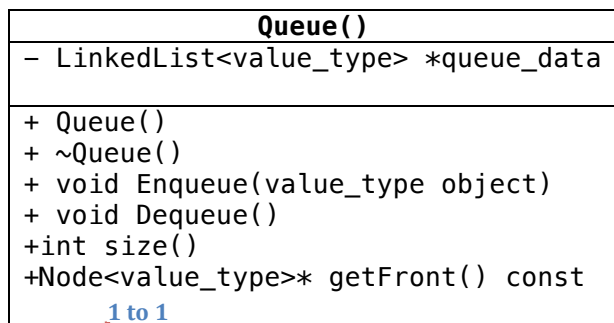 Queue()
– LinkedList<value_type> *queue_data
+ Queue()
+ ~Queue()
+ void Enqueue(value_type object)
+ void Dequeue()
+int size()
+Node<value_type>* getFront() const
1 to 1